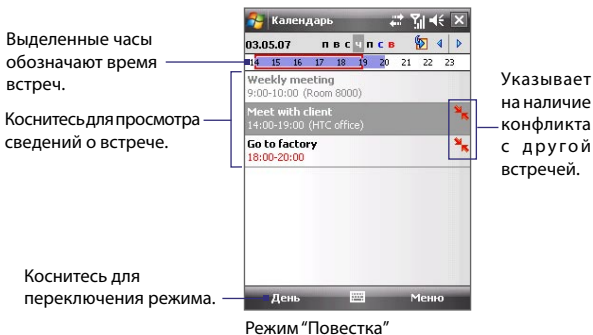 Календарь
03.05.07 п в с ч п с в
14 15 16 17 18 19 20 21 22 23
Weekly meeting
9:00-10:00 (Room 8000)
Meet with client
14:00-19:00 (HTC office)
Go to factory
18:00-20:00
День Меню
Выделенные часы
обозначают время
встреч.
Коснитесь для просмотра
сведений о встрече.
Коснитесь для
переключения режима.
Указывает
на наличие
конфликта
с другой
встречей.
Режим “Повестка”